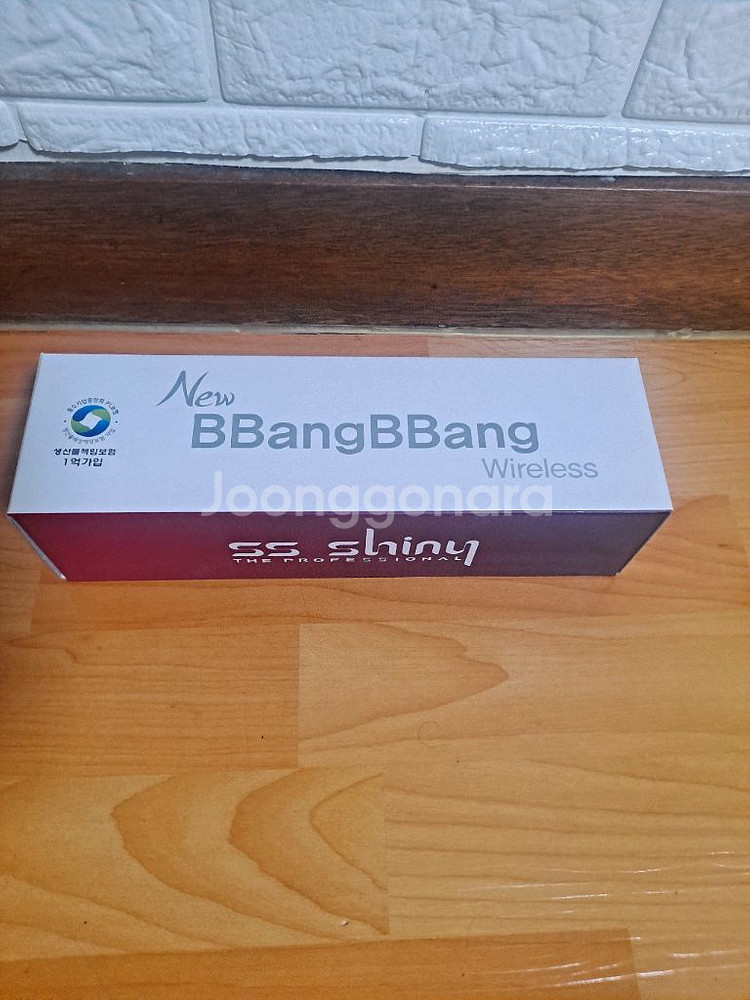 New
BBangBBang
Wireless
생산물책임보험
1억가입
Joonggonara
SS shiny
THE PROFESSIONAL